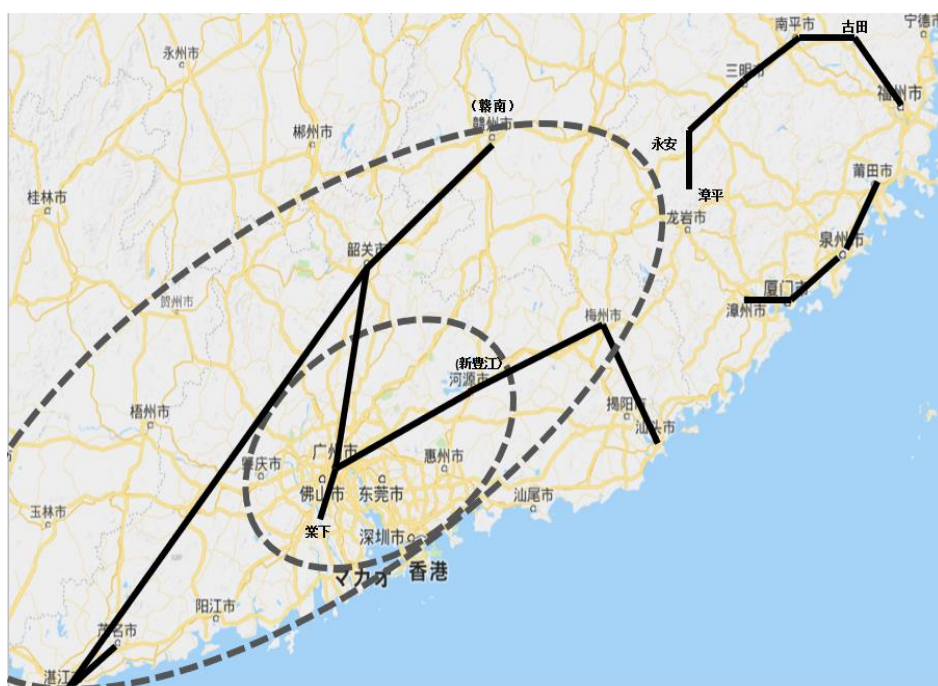 南平市
古田
宁德市
永州市
三明市
福州市
(贛南)
赣州市
郴州市
永安
莆田市
桂林市
漳平
龙岩市
韶关市
泉州市
贺州市
厦门市
漳州市
梅州市
(新豊江)
河源市
梧州市
揭阳市
汕头市
广州市
惠州市
肇庆市
佛山市
东莞市
汕尾市
玉林市
棠下
深圳市
マカオ
香港
阳江市
茂名市
湛江市